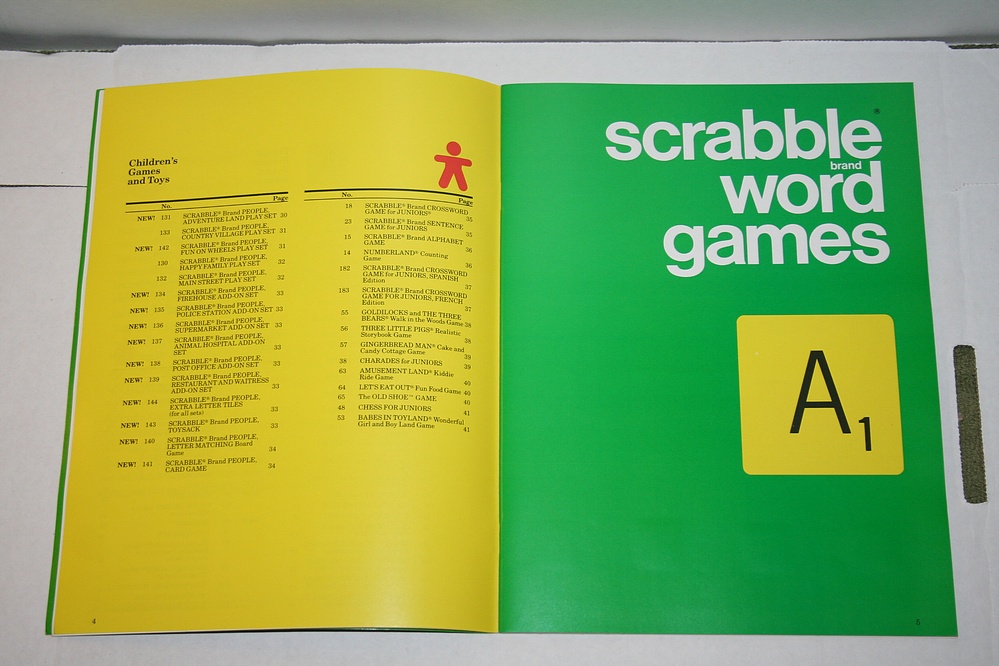 Children's
Games
and Toys
No. Page
NEW! 131 SCRABBLE® Brand PEOPLE,
ADVENTURE LAND PLAY SET 30
133 SCRABBLE® Brand PEOPLE,
COUNTRY VILLAGE PLAY SET 31
NEW! 142 SCRABBLE® Brand PEOPLE,
FUN ON WHEELS PLAY SET 31
130 SCRABBLE® Brand PEOPLE,
HAPPY FAMILY PLAY SET 32
132 SCRABBLE® Brand PEOPLE,
MAIN STREET PLAY SET 32
NEW! 134 SCRABBLE® Brand PEOPLE,
FIREHOUSE ADD-ON SET 33
NEW! 135 SCRABBLE® Brand PEOPLE,
POLICE STATION ADD-ON SET 33
NEW! 136 SCRABBLE® Brand PEOPLE,
SUPERMARKET ADD-ON SET 33
NEW! 137 SCRABBLE® Brand PEOPLE,
ANIMAL HOSPITAL ADD-ON
SET 33
NEW! 138 SCRABBLE® Brand PEOPLE,
POST OFFICE ADD-ON SET 33
NEW! 139 SCRABBLE® Brand PEOPLE,
RESTAURANT AND WAITRESS
ADD-ON SET 33
NEW! 144 SCRABBLE® Brand PEOPLE,
EXTRA LETTER TILES
(for all sets) 33
NEW! 143 SCRABBLE® Brand PEOPLE,
TOYSACK 33
NEW! 140 SCRABBLE® Brand PEOPLE,
LETTER MATCHING Board
Game 34
NEW! 141 SCRABBLE® Brand PEOPLE,
CARD GAME 34
No. Page
18 SCRABBLE® Brand CROSSWORD
GAME for JUNIORS® 35
23 SCRABBLE® Brand SENTENCE
GAME for JUNIORS 35
15 SCRABBLE® Brand ALPHABET
GAME 36
14 NUMBERLAND® Counting
Game 36
182 SCRABBLE® Brand CROSSWORD
GAME for JUNIORS, SPANISH
Edition 37
183 SCRABBLE® Brand CROSSWORD
GAME FOR JUNIORS, FRENCH
Edition 37
55 GOLDILOCKS and THE THREE
BEARS® Walk in the Woods Game 38
56 THREE LITTLE PIGS® Realistic
Storybook Game 38
57 GINGERBREAD MAN® Cake and
Candy Cottage Game 39
38 CHARADES for JUNIORS 39
63 AMUSEMENT LAND® Kiddie
Ride Game 40
64 LET'S EAT OUT® Fun Food Game 40
65 The OLD SHOE™ GAME 40
48 CHESS FOR JUNIORS 41
53 BABES IN TOYLAND® Wonderful
Girl and Boy Land Game 41
4
scrabble®
brand
word
games
A1
5